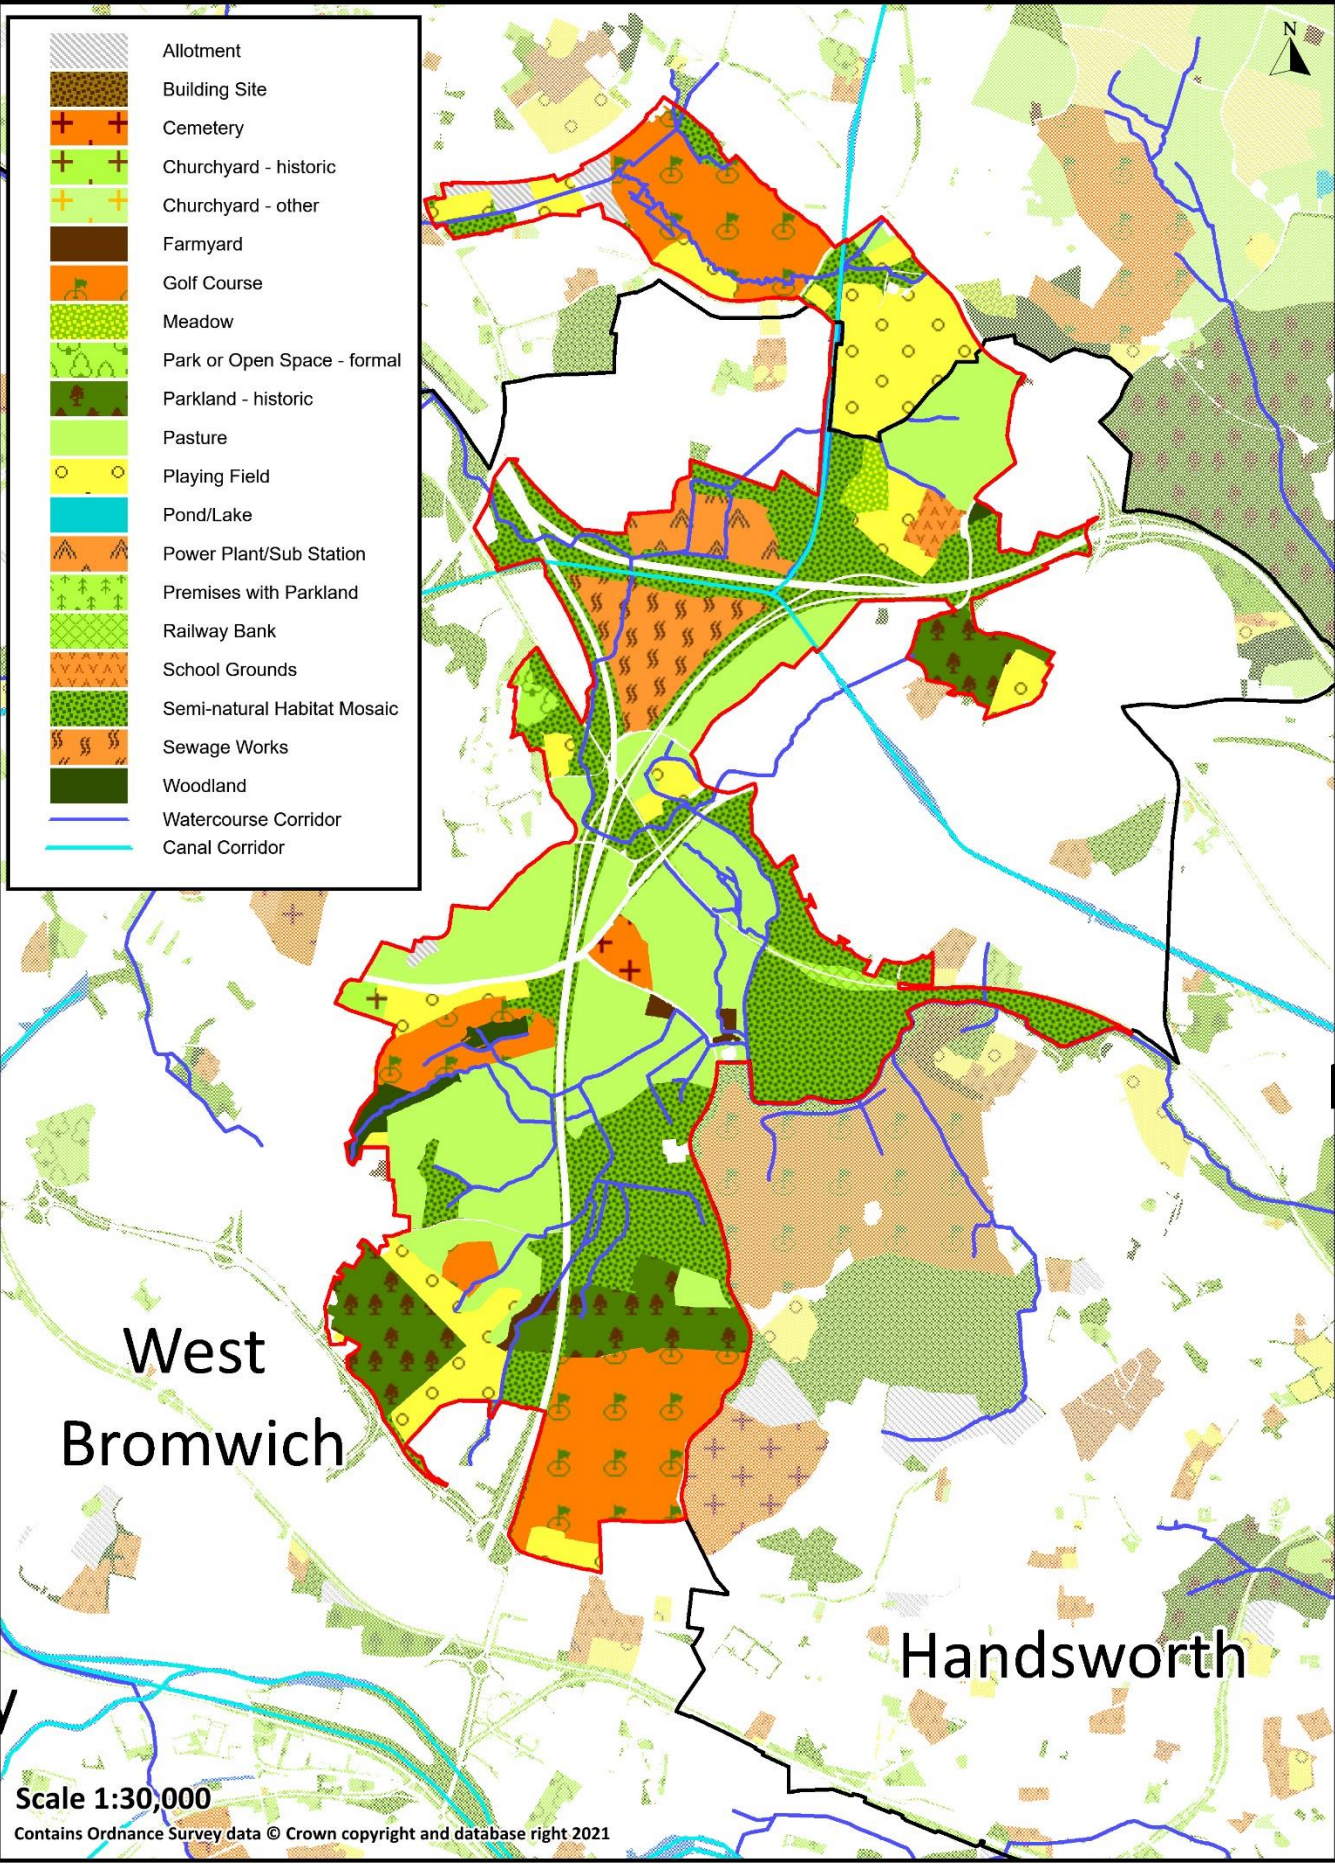 Allotment
Building Site
Cemetery
Churchyard - historic
Churchyard - other
Farmyard
Golf Course
Meadow
Park or Open Space - formal
Parkland - historic
Pasture
Playing Field
Pond/Lake
Power Plant/Sub Station
Premises with Parkland
Railway Bank
School Grounds
Semi-natural Habitat Mosaic
Sewage Works
Woodland
Watercourse Corridor
Canal Corridor
N
West
Bromwich
Handsworth
Scale 1:30,000
Contains Ordnance Survey data © Crown copyright and database right 2021